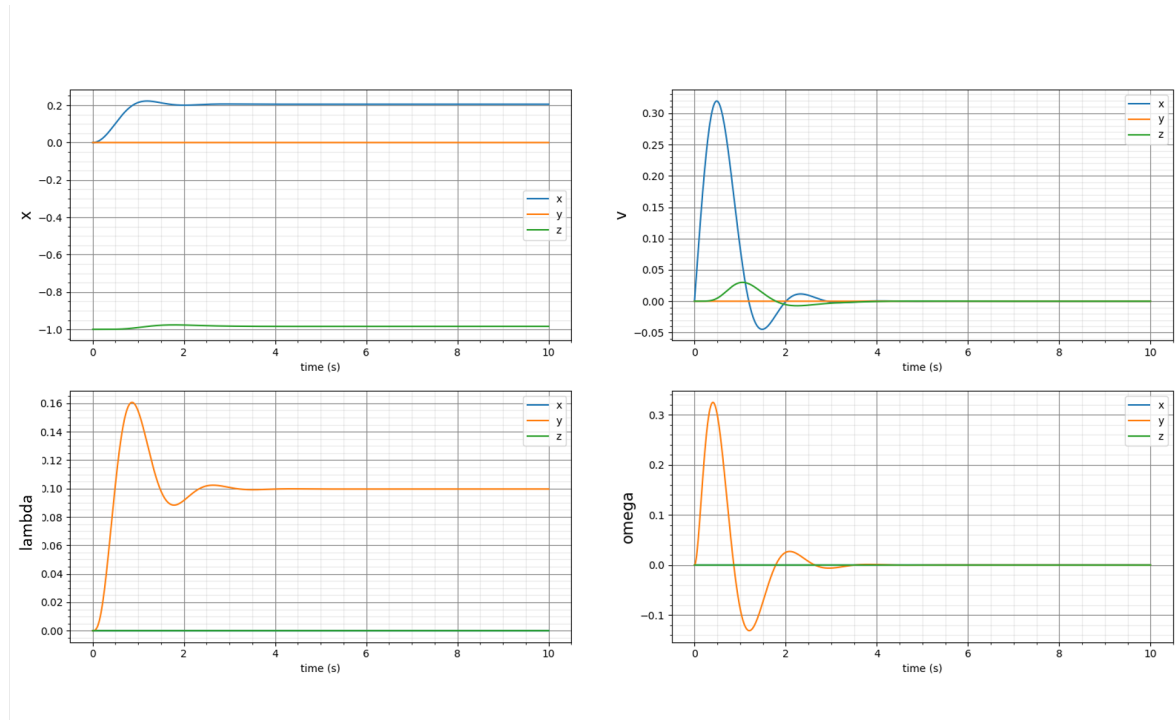 0.2
0.0
−0.2
−0.4
−0.6
−0.8
−1.0
x
x
y
z
0 2 4 6 8 10
time (s)
0.30
0.25
0.20
0.15
0.10
0.05
0.00
−0.05
v
x
y
z
0 2 4 6 8 10
time (s)
0.16
0.14
0.12
0.10
0.08
0.06
0.04
0.02
0.00
lambda
x
y
z
0 2 4 6 8 10
time (s)
0.3
0.2
0.1
0.0
−0.1
omega
x
y
z
0 2 4 6 8 10
time (s)